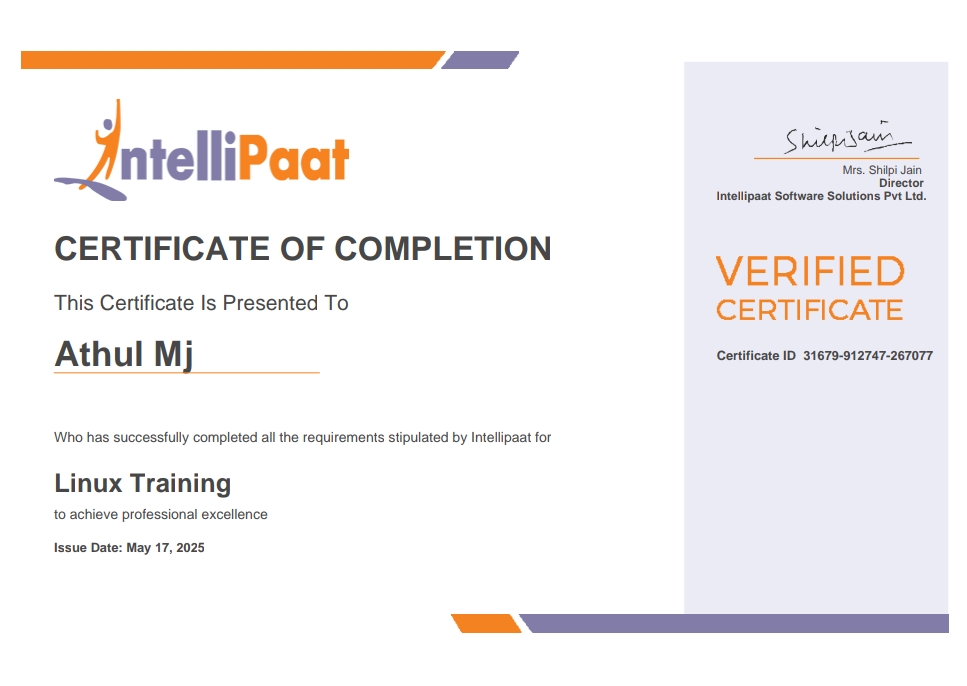 IntelliPaat
CERTIFICATE OF COMPLETION
This Certificate Is Presented To
Athul Mj
Who has successfully completed all the requirements stipulated by Intellipaat for
Linux Training
to achieve professional excellence
Issue Date: May 17, 2025
Shilpi Jain
Mrs. Shilpi Jain
Director
Intellipaat Software Solutions Pvt Ltd.
VERIFIED
CERTIFICATE
Certificate ID 31679-912747-267077